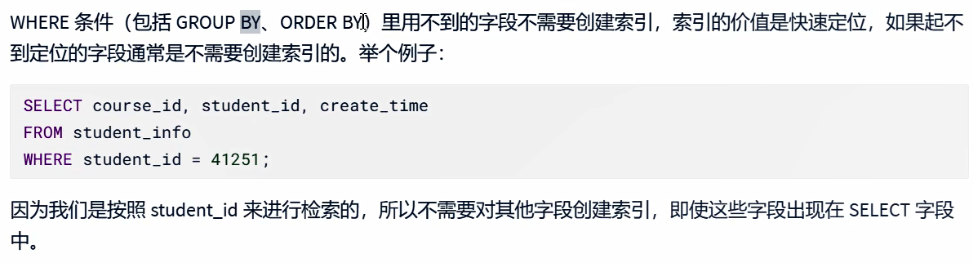 WHERE 条件（包括 GROUP BY、ORDER BY）里用不到的字段不需要创建索引，索引的价值是快速定位，如果起不
到定位的字段通常是不需要创建索引的。举个例子：
SELECT course_id, student_id, create_time
FROM student_info
WHERE student_id = 41251;
因为我们是按照 student_id 来进行检索的，所以不需要对其他字段创建索引，即使这些字段出现在 SELECT 字段
中。